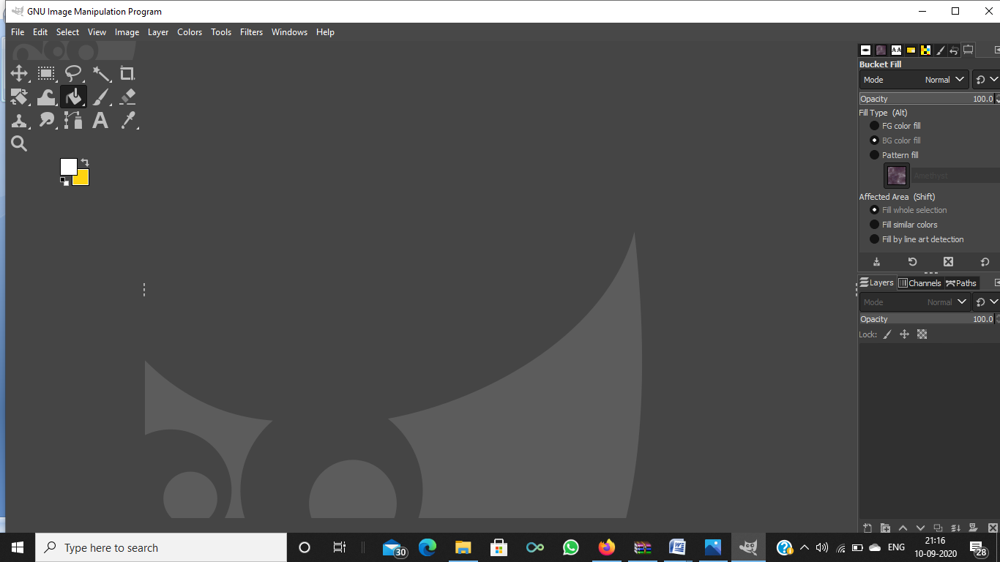 GNU Image Manipulation Program
File Edit Select View Image Layer Colors Tools Filters Windows Help
Bucket Fill
Mode Normal
Opacity 100.0
Fill Type (Alt)
FG color fill
BG color fill
Pattern fill
Amethyst
Affected Area (Shift)
Fill whole selection
Fill similar colors
Fill by line art detection
Layers Channels Paths
Mode Normal
Opacity 100.0
Lock:
Type here to search
30
ENG
21:16
10-09-2020
28